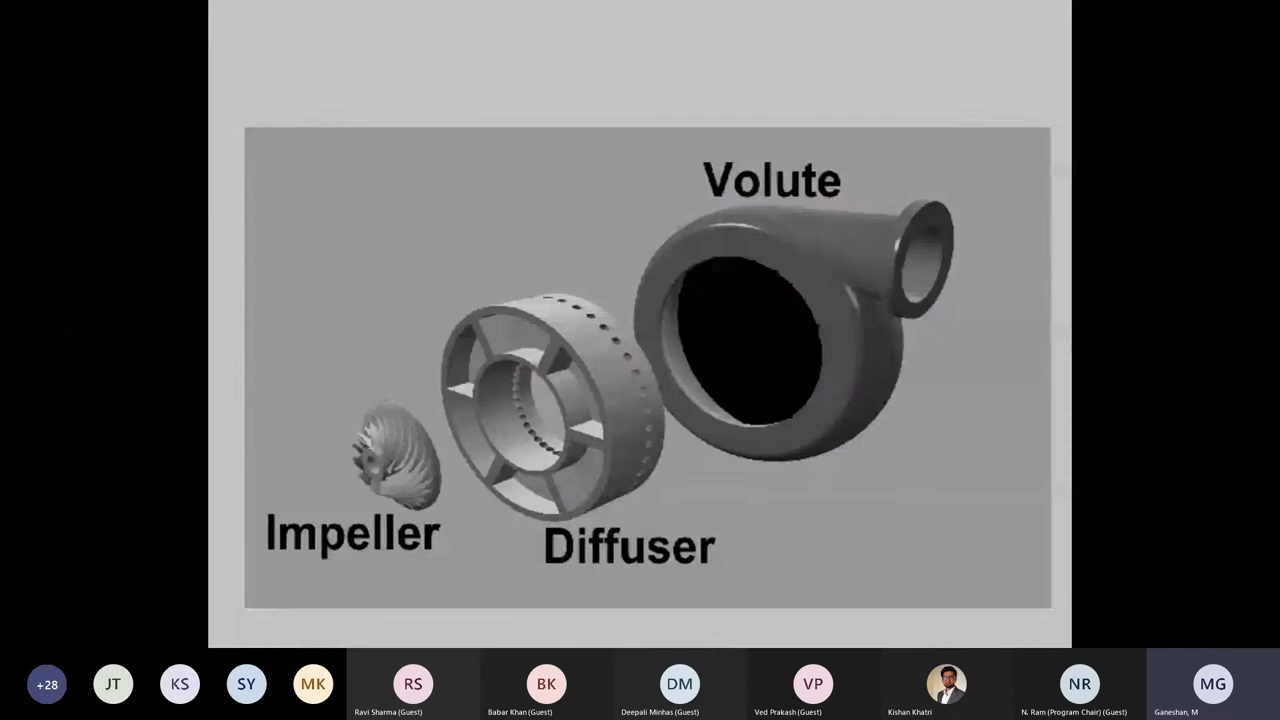 Volute
Impeller
Diffuser
+28
JT
KS
SY
MK
RS
BK
DM
VP
NR
MG
Ravi Sharma (Guest)
Babar Khan (Guest)
Deepali Minhas (Guest)
Ved Prakash (Guest)
Kishan Khatri
N. Ram (Program Chair) (Guest)
Ganeshan, M